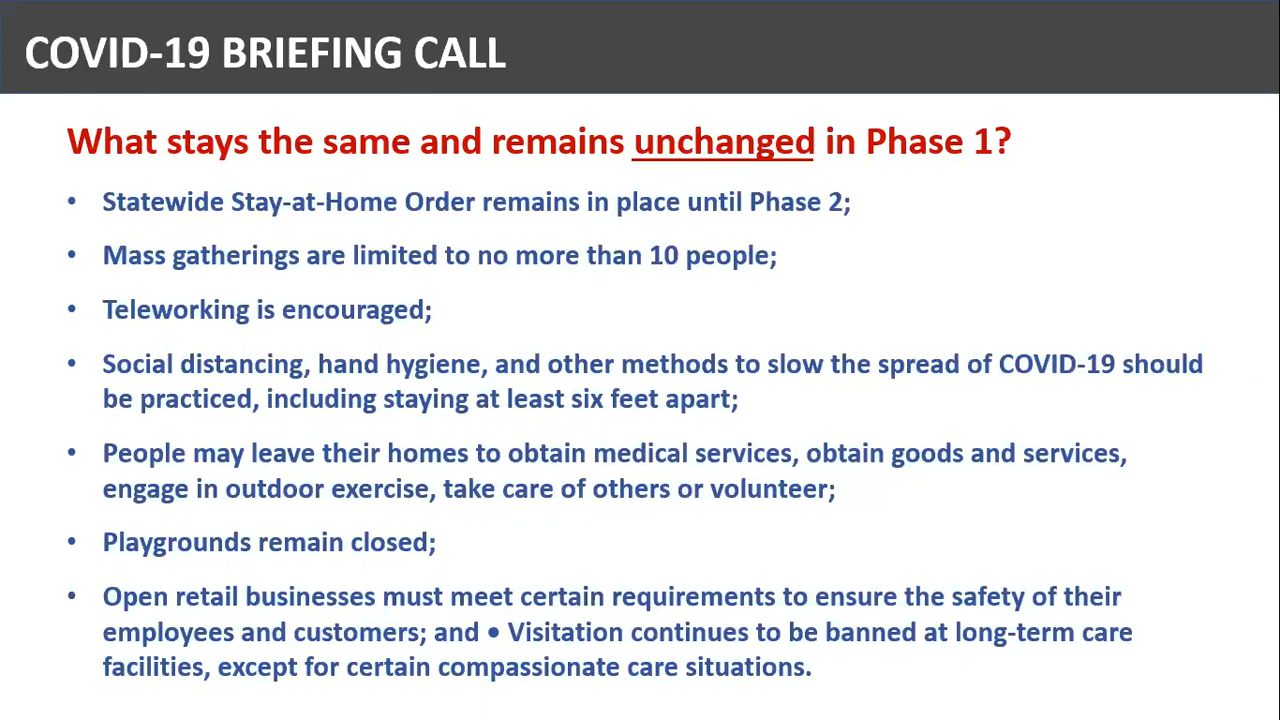 COVID-19 BRIEFING CALL
What stays the same and remains unchanged in Phase 1?
• Statewide Stay-at-Home Order remains in place until Phase 2;
• Mass gatherings are limited to no more than 10 people;
• Teleworking is encouraged;
• Social distancing, hand hygiene, and other methods to slow the spread of COVID-19 should
be practiced, including staying at least six feet apart;
• People may leave their homes to obtain medical services, obtain goods and services,
engage in outdoor exercise, take care of others or volunteer;
• Playgrounds remain closed;
• Open retail businesses must meet certain requirements to ensure the safety of their
employees and customers; and • Visitation continues to be banned at long-term care
facilities, except for certain compassionate care situations.